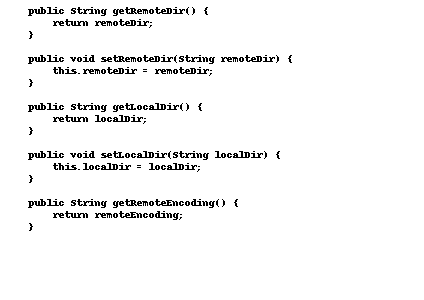 public String getRemoteDir() {
return remoteDir;
}
public void setRemoteDir(String remoteDir) {
this.remoteDir = remoteDir;
}
public String getLocalDir() {
return localDir;
}
public void setLocalDir(String localDir) {
this.localDir = localDir;
}
public String getRemoteEncoding() {
return remoteEncoding;
}